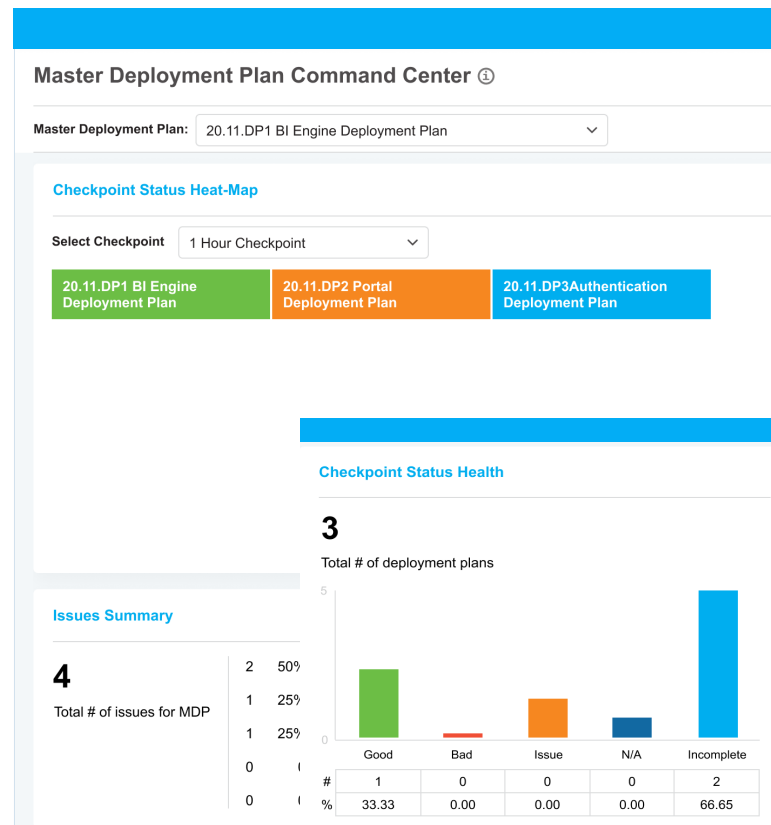 Master Deployment Plan Command Center
Master Deployment Plan: 20.11.DP1 BI Engine Deployment Plan
Checkpoint Status Heat-Map
Select Checkpoint 1 Hour Checkpoint
20.11.DP1 BI Engine
Deployment Plan
20.11.DP2 Portal
Deployment Plan
20.11.DP3Authentication
Deployment Plan
Checkpoint Status Health
3
Total # of deployment plans
5
0
Good Bad Issue N/A Incomplete
# 1 0 0 0 2
% 33.33 0.00 0.00 0.00 66.65
Issues Summary
4
Total # of issues for MDP
2 50%
1 25%
1 25%
0
0